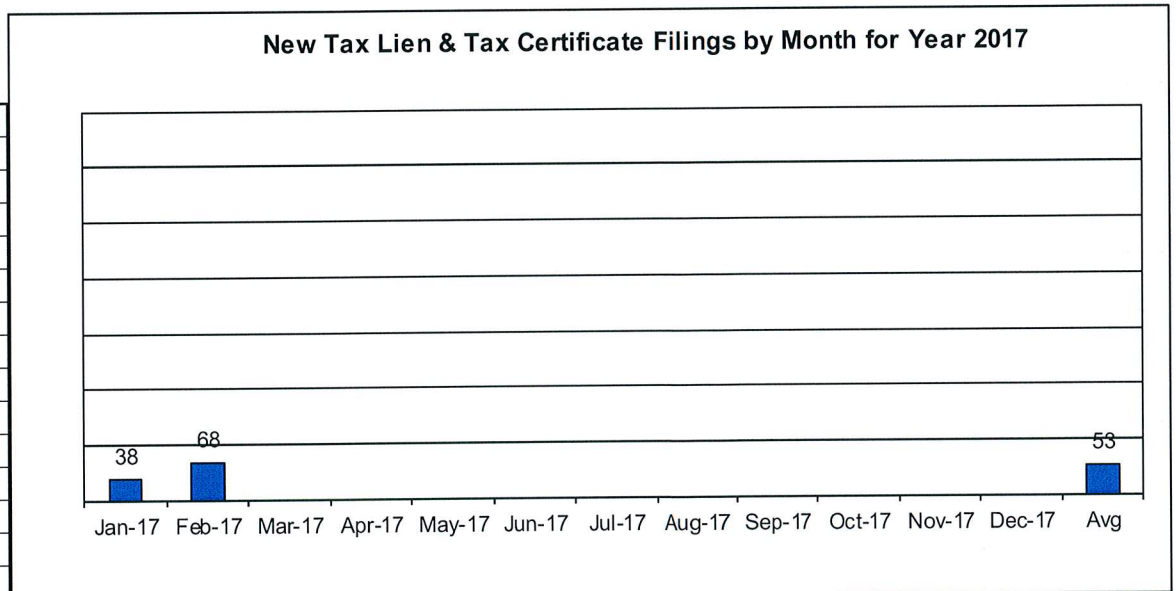 New Tax Lien & Tax Certificate Filings by Month for Year 2017
38 68 53
Jan-17 Feb-17 Mar-17 Apr-17 May-17 Jun-17 Jul-17 Aug-17 Sep-17 Oct-17 Nov-17 Dec-17 Avg